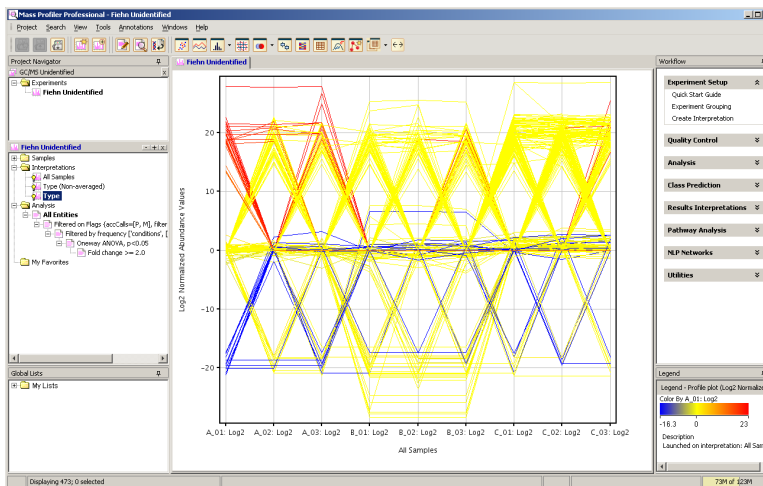 Mass Profiler Professional - Fiehn Unidentified
Project Search View Tools Annotations Windows Help
Project Navigator
GC/MS Unidentified
Experiments
Fiehn Unidentified
Fiehn Unidentified
Samples
Interpretations
All Samples
Type (Non-averaged)
Type
Analysis
All Entities
Filtered on Flags {accCalls=[P, M], filter
Filtered by frequency ['conditions', [
Oneway ANOVA, p<0.05
Fold change >= 2.0
My Favorites
Global Lists
My Lists
Fiehn Unidentified
Log2 Normalized Abundance Values
20
10
0
-10
-20
A_01: Log2 A_02: Log2 A_03: Log2 B_01: Log2 B_02: Log2 B_03: Log2 C_01: Log2 C_02: Log2 C_03: Log2
All Samples
Workflow
Experiment Setup
Quick Start Guide
Experiment Grouping
Create Interpretation
Quality Control
Analysis
Class Prediction
Results Interpretations
Pathway Analysis
NLP Networks
Utilities
Legend
Legend - Profile plot (Log2 Normalize
Color By A_01: Log2
-16.3 0 23
Description
Launched on interpretation: All Sam
Displaying 473; 0 selected
73M of 123M